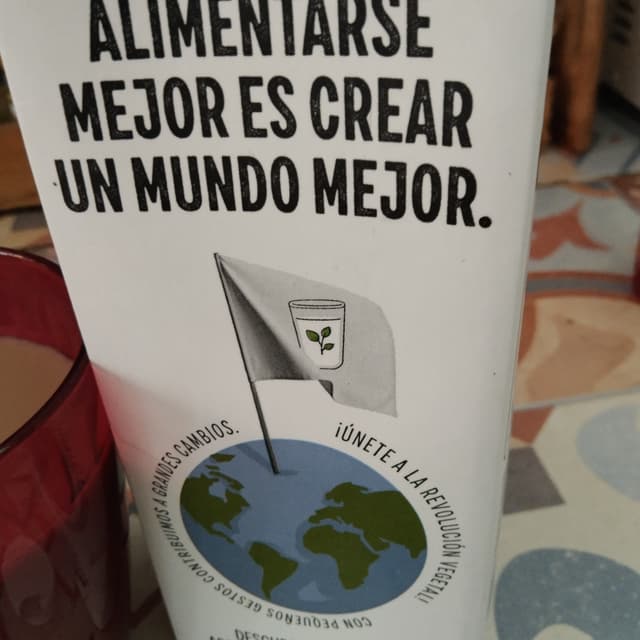 ALIMENTARSE
MEJOR ES CREAR
UN MUNDO MEJOR.
¡ÚNETE A LA REVOLUCIÓN VEGETAL!
CON PEQUEÑOS GESTOS CONTRIBUIMOS A GRANDES CAMBIOS.